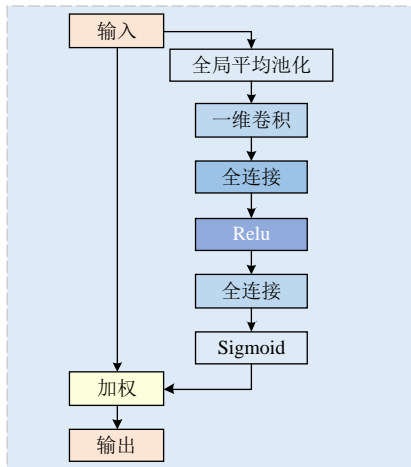 输入
全局平均池化
一维卷积
全连接
Relu
全连接
Sigmoid
加权
输出